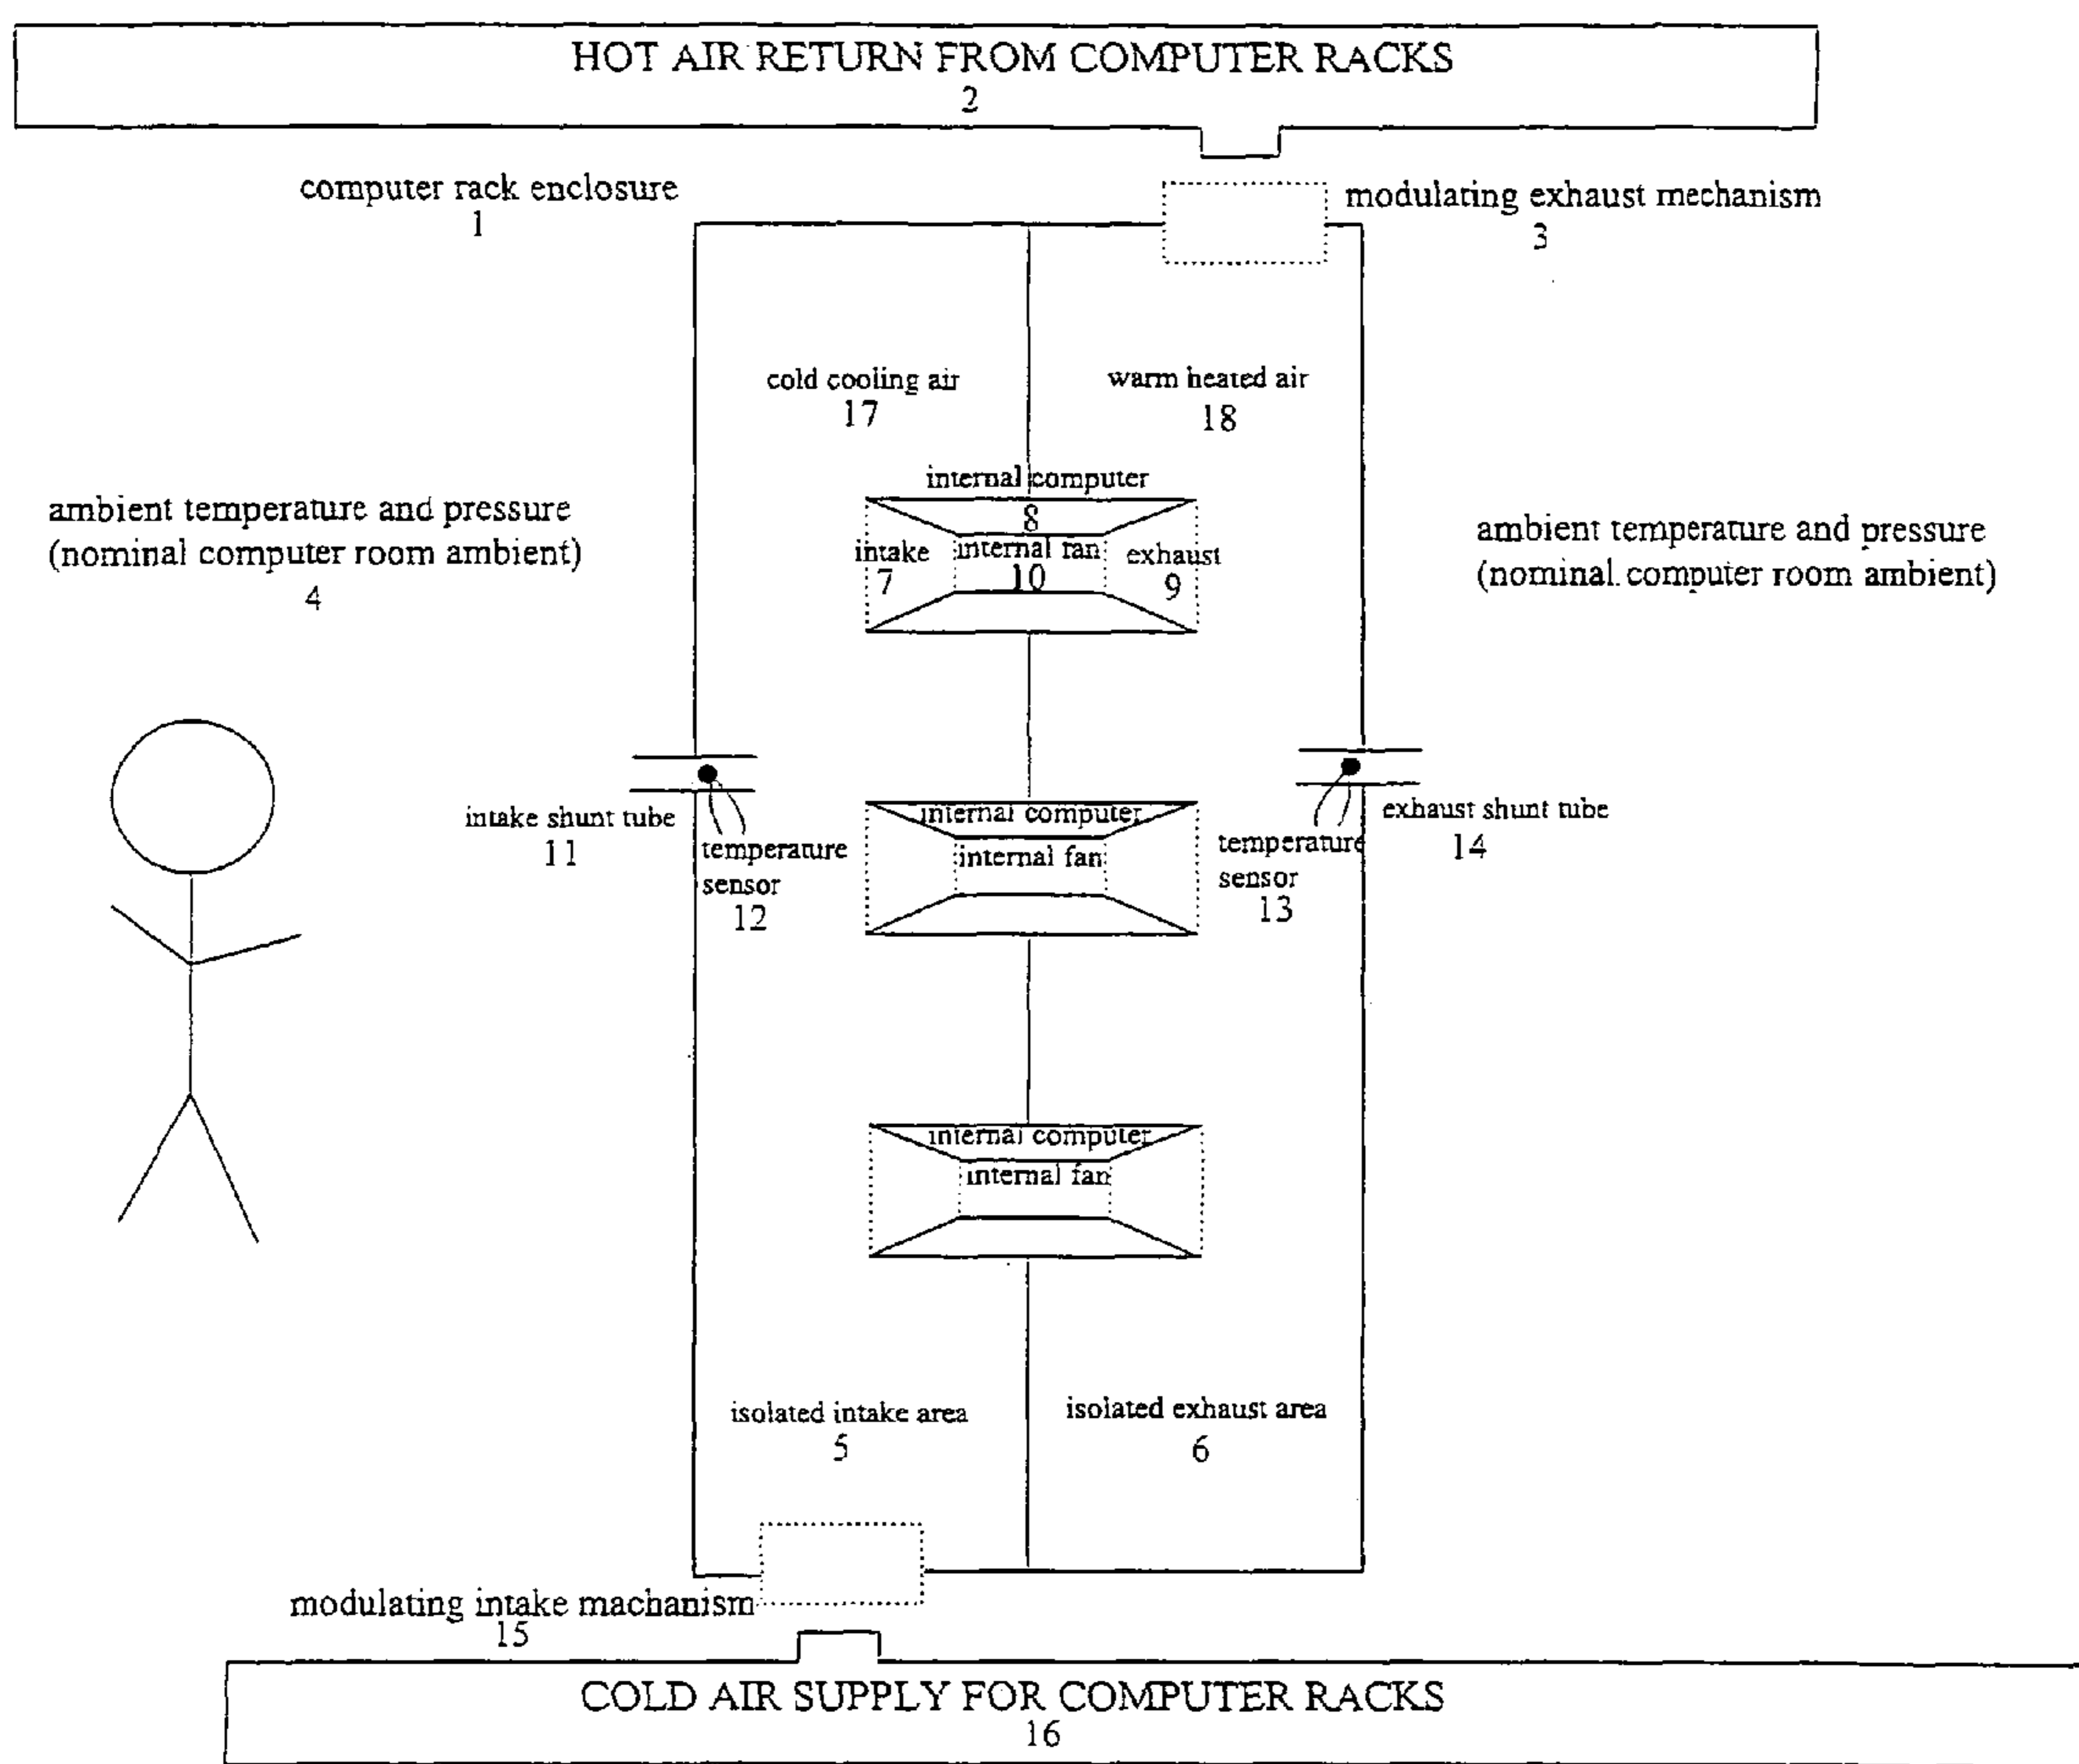 HOT AIR RETURN FROM COMPUTER RACKS
2
computer rack enclosure
1
modulating exhaust mechanism
3
cold cooling air
17
warm heated air
18
ambient temperature and pressure
(nominal computer room ambient)
4
internal computer
8
intake
7
internal fan
10
exhaust
9
ambient temperature and pressure
(nominal computer room ambient)
intake shunt tube
11
temperature
sensor
12
internal computer
internal fan
temperature
sensor
13
exhaust shunt tube
14
internal computer
internal fan
isolated intake area
5
isolated exhaust area
6
modulating intake machanism
15
COLD AIR SUPPLY FOR COMPUTER RACKS
16